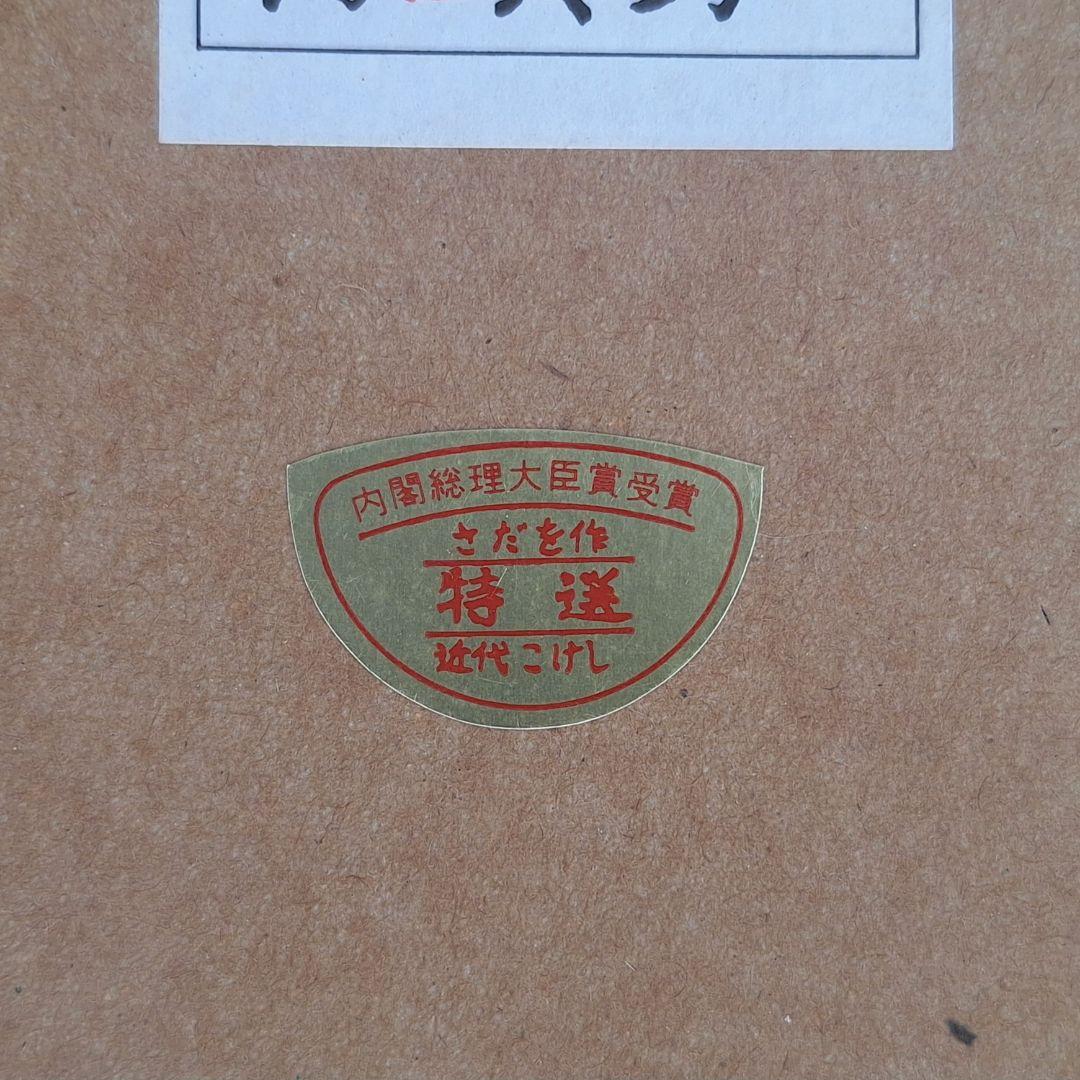 内閣総理大臣賞受賞
さだを作
特選
近代こけし